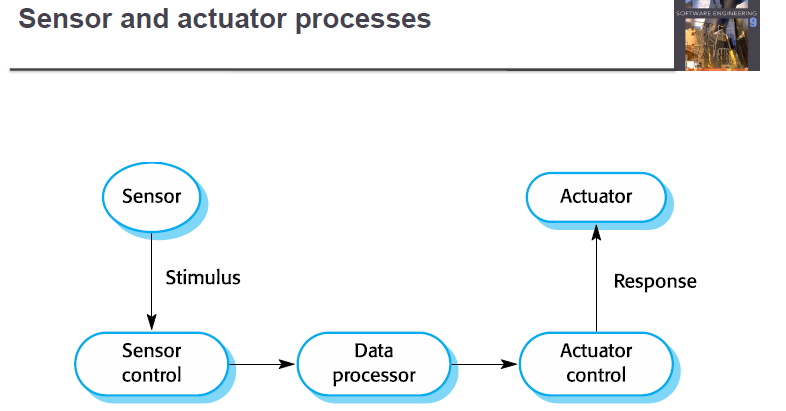 Sensor and actuator processes
SOFTWARE ENGINEERING
9
Sensor
Actuator
Stimulus
Response
Sensor
control
Data
processor
Actuator
control